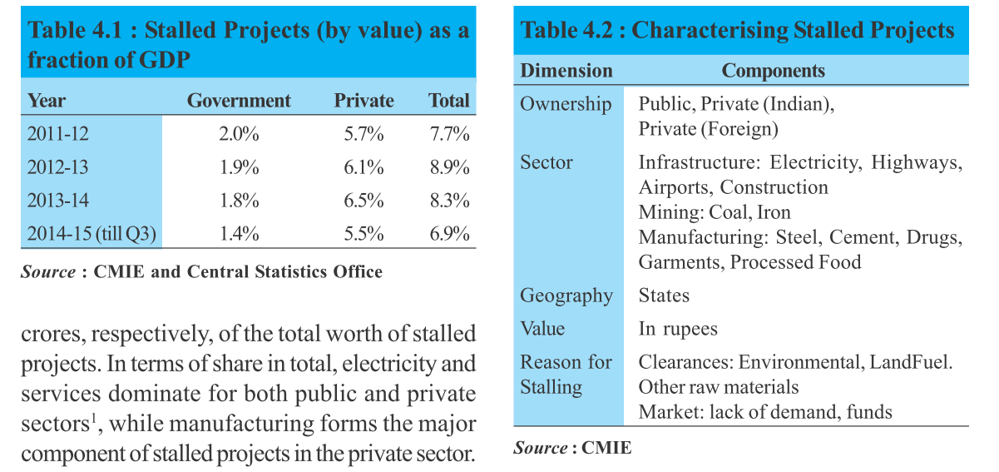 Table 4.1 : Stalled Projects (by value) as a
fraction of GDP
Year Government Private Total
2011-12 2.0% 5.7% 7.7%
2012-13 1.9% 6.1% 8.9%
2013-14 1.8% 6.5% 8.3%
2014-15 (till Q3) 1.4% 5.5% 6.9%
Source : CMIE and Central Statistics Office
crores, respectively, of the total worth of stalled
projects. In terms of share in total, electricity and
services dominate for both public and private
sectors1, while manufacturing forms the major
component of stalled projects in the private sector.
Table 4.2 : Characterising Stalled Projects
Dimension Components
Ownership Public, Private (Indian),
Private (Foreign)
Sector Infrastructure: Electricity, Highways,
Airports, Construction
Mining: Coal, Iron
Manufacturing: Steel, Cement, Drugs,
Garments, Processed Food
Geography States
Value In rupees
Reason for Clearances: Environmental, LandFuel.
Stalling Other raw materials
Market: lack of demand, funds
Source : CMIE